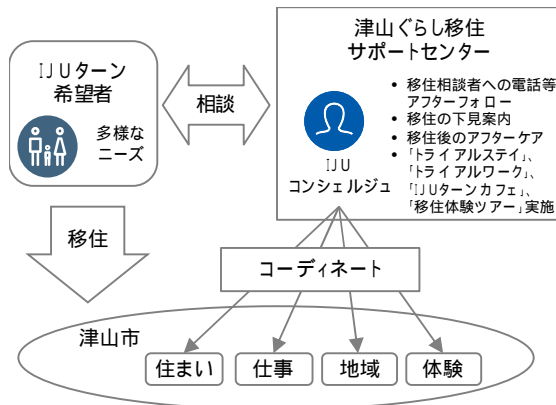 IJUターン
希望者
多様な
ニーズ
相談
津山ぐらし移住
サポートセンター
IJU
コンシェルジュ
• 移住相談者への電話等
アフターフォロー
• 移住の下見案内
• 移住後のアフターケア
• 「トライアルステイ」、
「トライアルワーク」、
「IJUターンカフェ」、
「移住体験ツアー」実施
移住
コーディネート
津山市
住まい
仕事
地域
体験